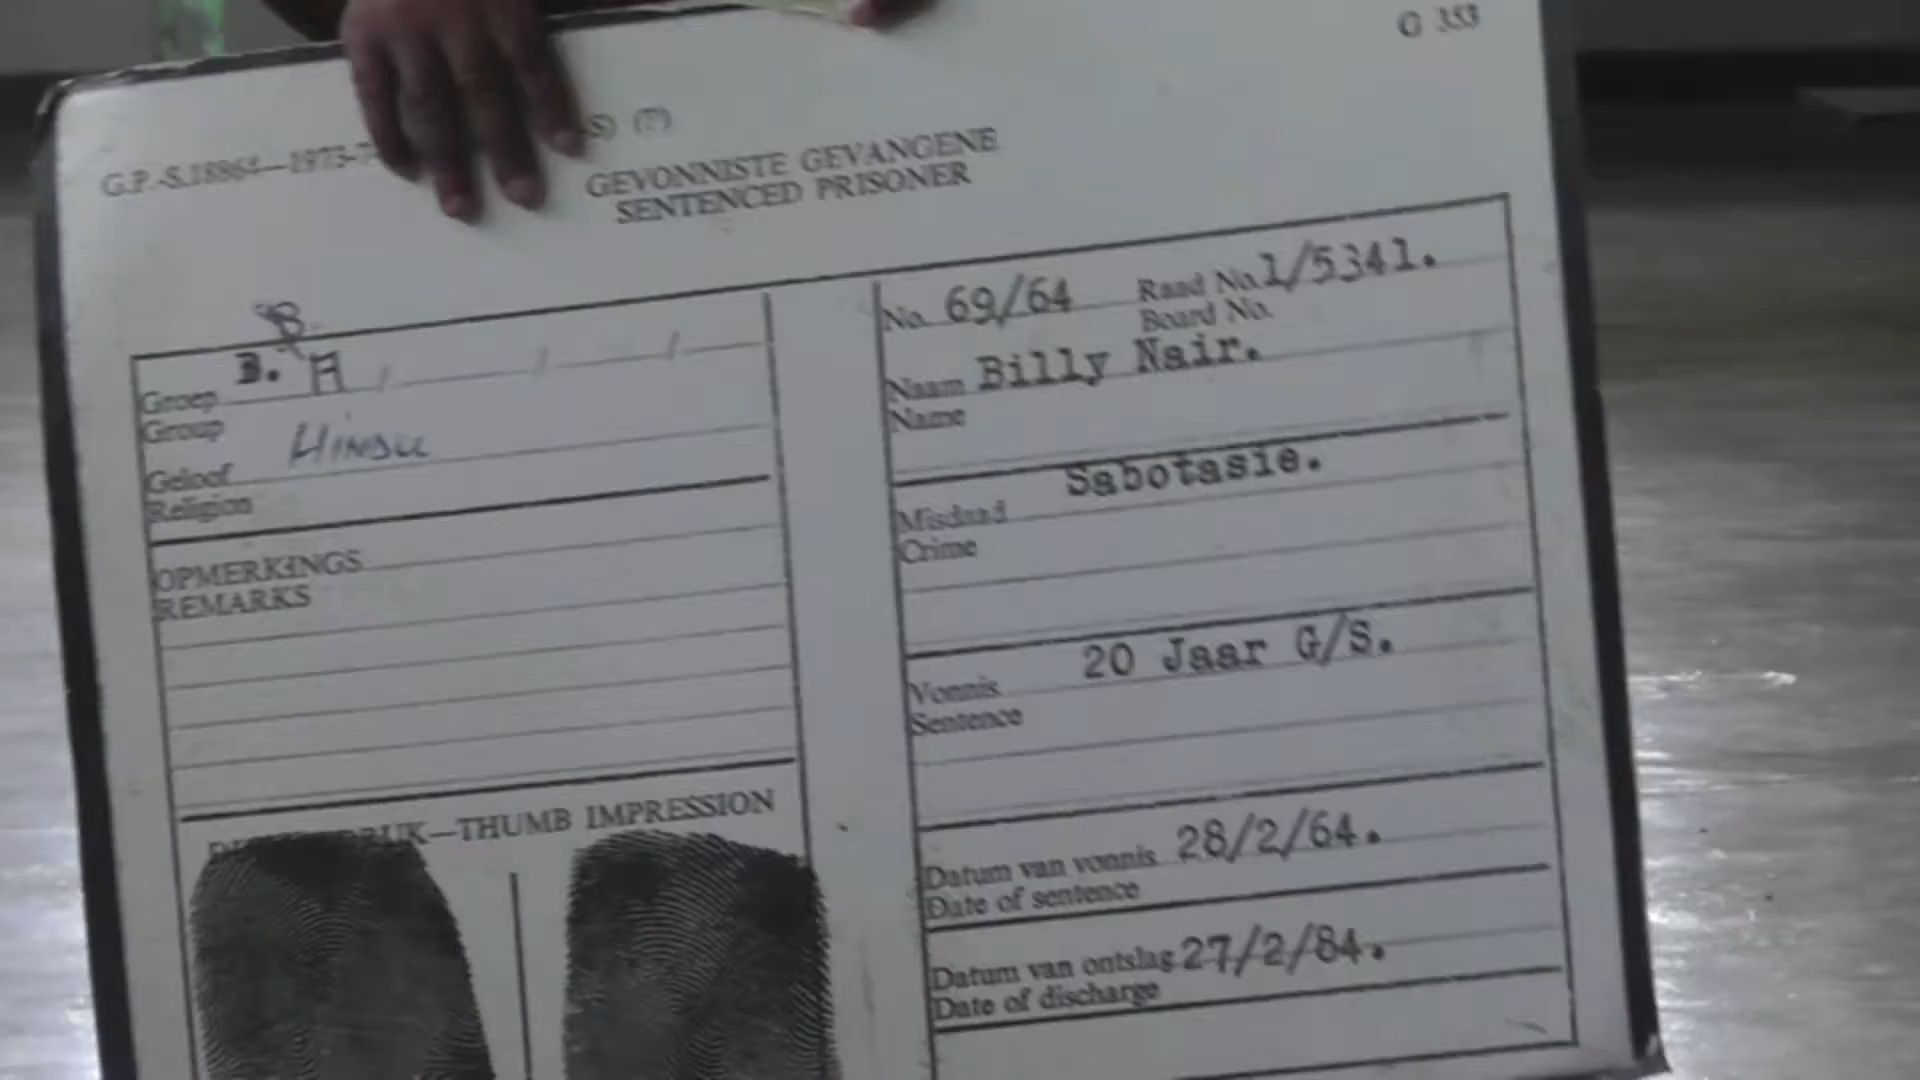 G 353
G.P.-S.18864—1973-7
S) (?)
GEVONNISTE GEVANGENE
SENTENCED PRISONER
B.
Groep B. A
Group
Geloof HINDU
Religion
OPMERKINGS
REMARKS
DRUK—THUMB IMPRESSION
No. 69/64 Raad No. 1/5341.
Board No.
Naam Billy Nair.
Name
Sabotasie.
Misdaad
Crime
20 Jaar G/S.
Vonnis
Sentence
Datum van vonnis 28/2/64.
Date of sentence
Datum van ontslag 27/2/84.
Date of discharge